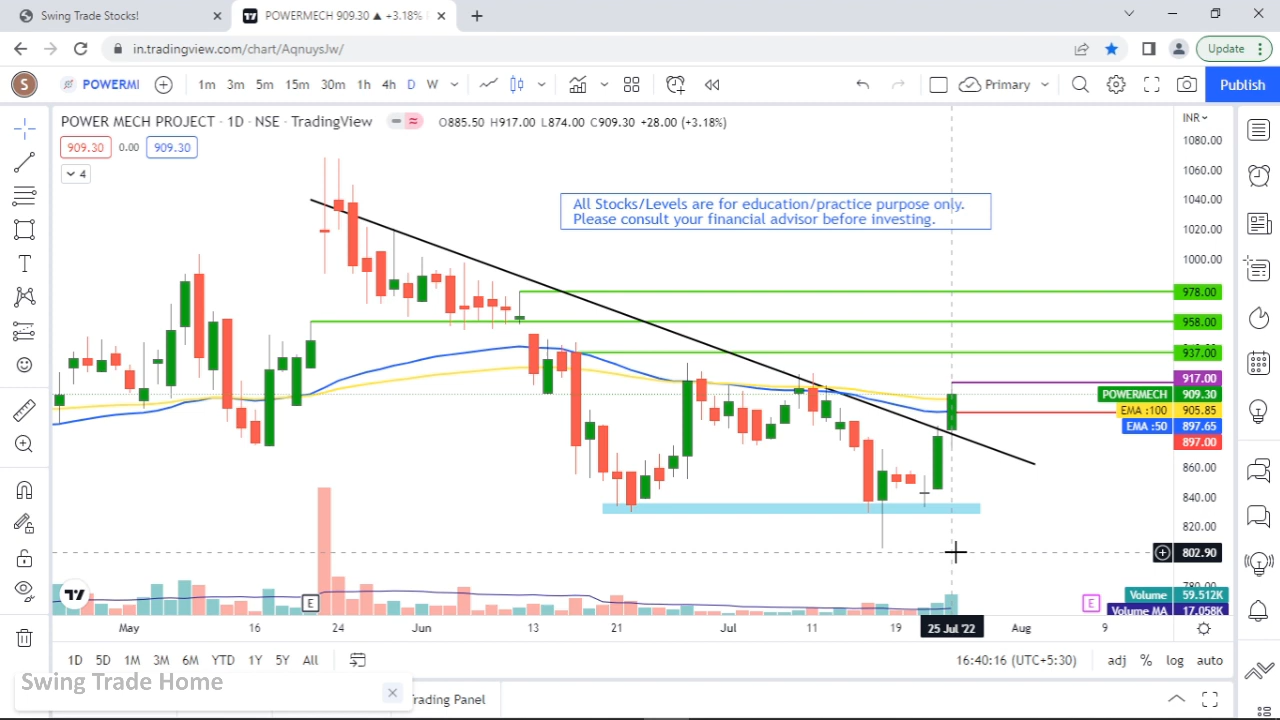 Swing Trade Stocks!
POWERMECH 909.30 ▲ +3.18%
in.tradingview.com/chart/AqnuysJw/
Update
S
POWERMI
1m 3m 5m 15m 30m 1h 4h D W
Primary
Publish
POWER MECH PROJECT · 1D · NSE · TradingView
O885.50 H917.00 L874.00 C909.30 +28.00 (+3.18%)
INR
909.30 0.00 909.30
4
All Stocks/Levels are for education/practice purpose only.
Please consult your financial advisor before investing.
1080.00
1060.00
1040.00
1020.00
1000.00
978.00
958.00
937.00
917.00
POWERMECH 909.30
EMA :100 905.85
EMA :50 897.65
897.00
860.00
840.00
820.00
802.90
780.00
E
E
Volume 59.512K
Volume MA 17.058K
May 16 24 Jun 13 21 Jul 11 19 25 Jul '22 Aug 9
1D 5D 1M 3M 6M YTD 1Y 5Y All
16:40:16 (UTC+5:30) adj % log auto
Swing Trade Home
Trading Panel